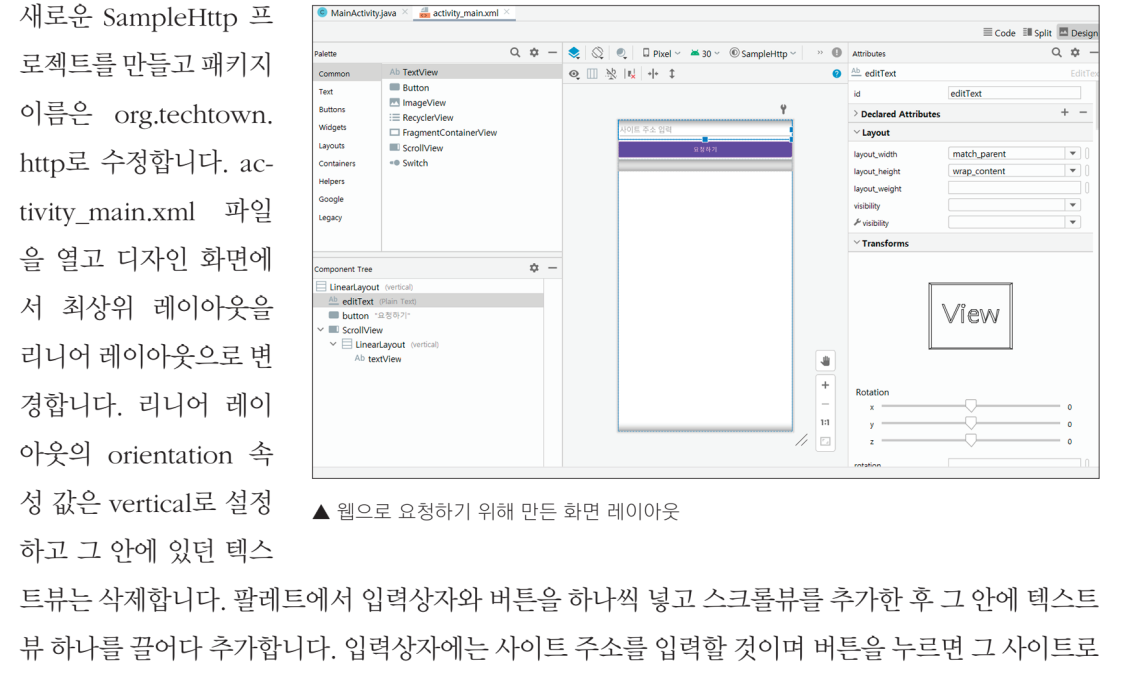 새로운 SampleHttp 프
로젝트를 만들고 패키지
이름은 org.techtown.
http로 수정합니다. ac-
tivity_main.xml 파일
을 열고 디자인 화면에
서 최상위 레이아웃을
리니어 레이아웃으로 변
경합니다. 리니어 레이
아웃의 orientation 속
성 값은 vertical로 설정
하고 그 안에 있던 텍스
MainActivity.java
activity_main.xml
Code Split Design
Palette
Common
Text
Buttons
Widgets
Layouts
Containers
Helpers
Google
Legacy
Ab TextView
Button
ImageView
RecyclerView
FragmentContainerView
ScrollView
Switch
Component Tree
LinearLayout (vertical)
Ab editText (Plain Text)
button "요청하기"
ScrollView
LinearLayout (vertical)
Ab textView
Pixel 30 SampleHttp
사이트 주소 입력
요청하기
1:1
Attributes
Ab editText EditTex
id editText
Declared Attributes
Layout
layout_width match_parent
layout_height wrap_content
layout_weight
visibility
visibility
Transforms
View
Rotation
x 0
y 0
z 0
rotation
▲ 웹으로 요청하기 위해 만든 화면 레이아웃
트뷰는 삭제합니다. 팔레트에서 입력상자와 버튼을 하나씩 넣고 스크롤뷰를 추가한 후 그 안에 텍스트
뷰 하나를 끌어다 추가합니다. 입력상자에는 사이트 주소를 입력할 것이며 버튼을 누르면 그 사이트로